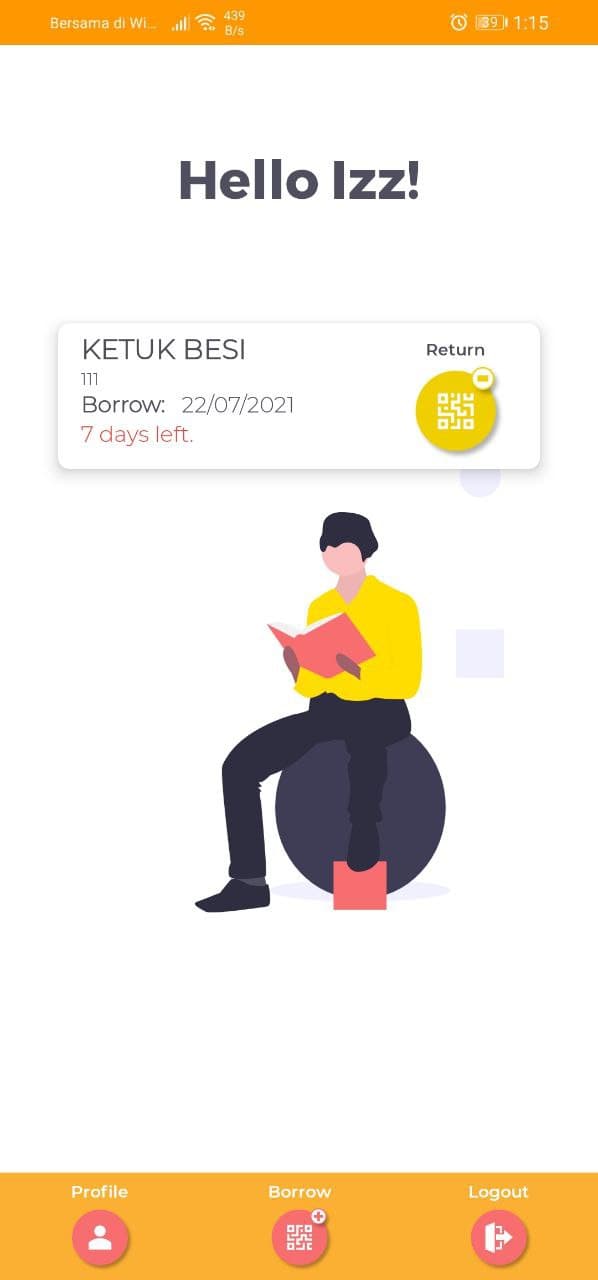 Bersama di Wi...
439
B/s
39
1:15
Hello Izz!
KETUK BESI
Return
111
Borrow: 22/07/2021
7 days left.
Profile
Borrow
Logout